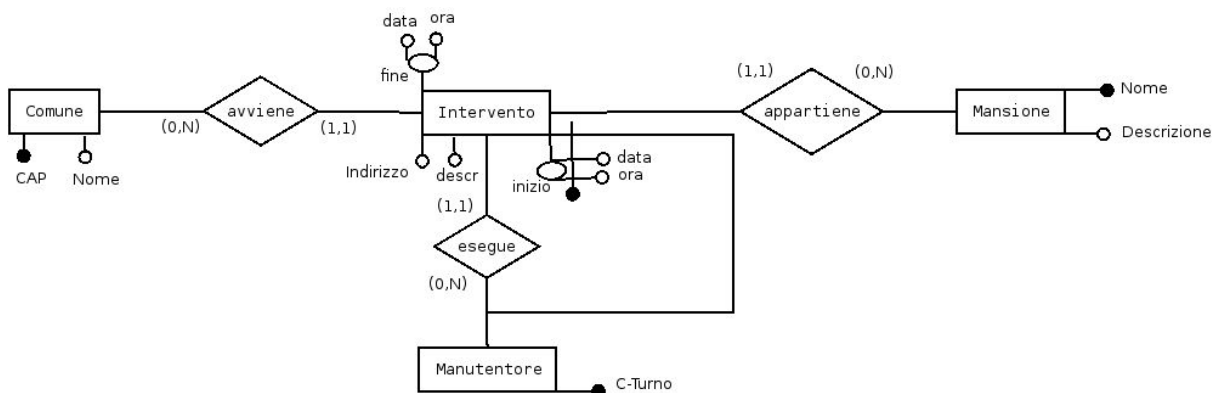 data ora
fine
(1,1) (0,N)
Comune avviene Intervento appartiene Mansione Nome
(0,N) (1,1)
Descrizione
CAP Nome Indirizzo descr inizio data
ora
(1,1)
esegue
(0,N)
Manutentore
C-Turno